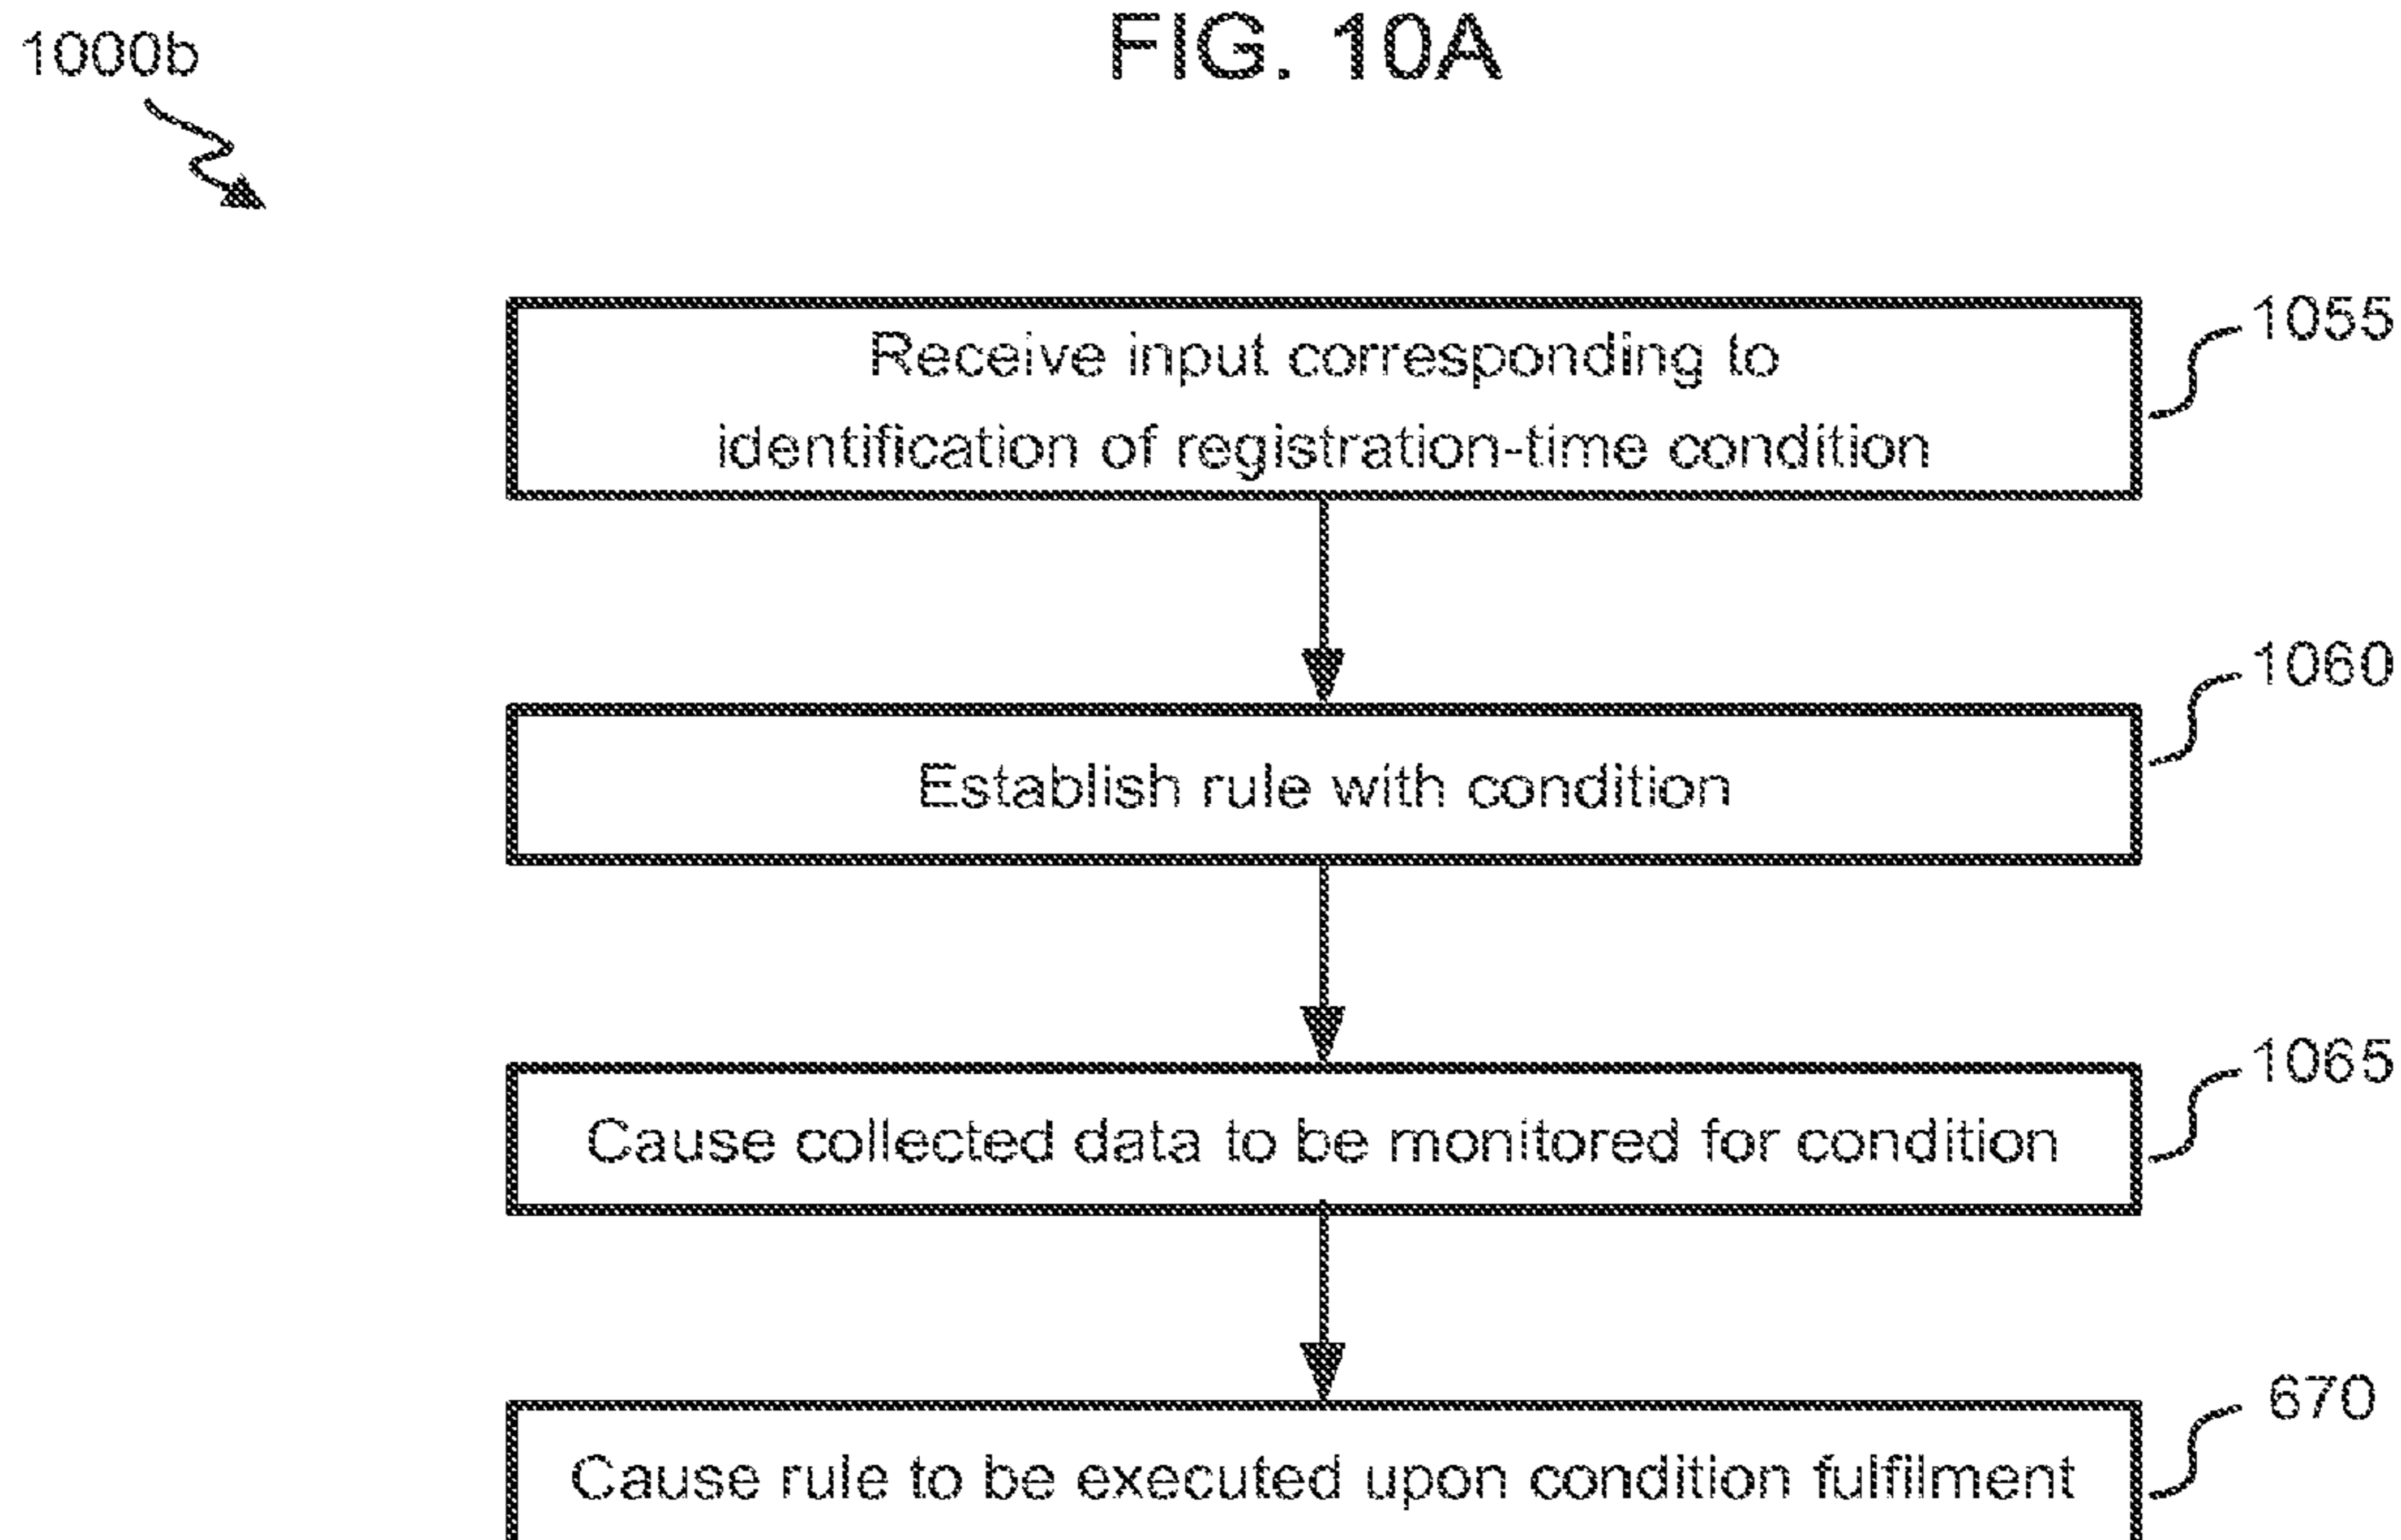 FIG. 10A
1000b
Receive input corresponding to
identification of registration-time condition
1055
Establish rule with condition
1060
Cause collected data to be monitored for condition
1065
Cause rule to be executed upon condition fulfilment
670